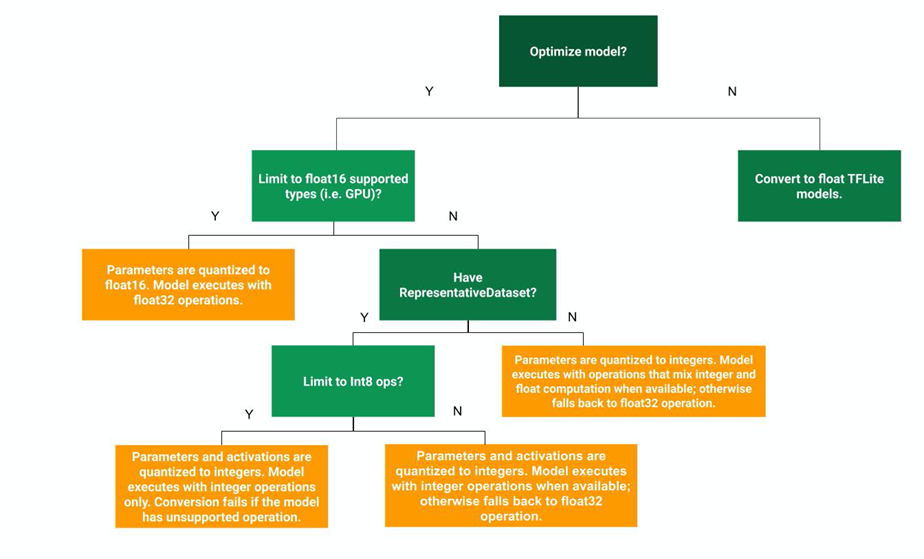 Optimize model?
Y
N
Limit to float16 supported
types (i.e. GPU)?
Convert to float TFLite
models.
Y
N
Parameters are quantized to
float16. Model executes with
float32 operations.
Have
RepresentativeDataset?
Y
N
Limit to Int8 ops?
Parameters are quantized to integers. Model
executes with operations that mix integer and
float computation when available; otherwise
falls back to float32 operation.
Y
N
Parameters and activations are
quantized to integers. Model
executes with integer operations
only. Conversion fails if the model
has unsupported operation.
Parameters and activations are
quantized to integers. Model executes
with integer operations when available;
otherwise falls back to float32
operation.